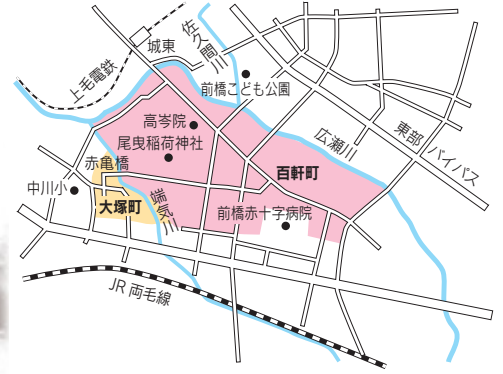 城東
佐久間川
上毛電鉄
前橋こども公園
高岑院
尾曳稲荷神社
広瀬川
東部バイパス
赤亀橋
百軒町
中川小
端気川
大塚町
前橋赤十字病院
JR両毛線